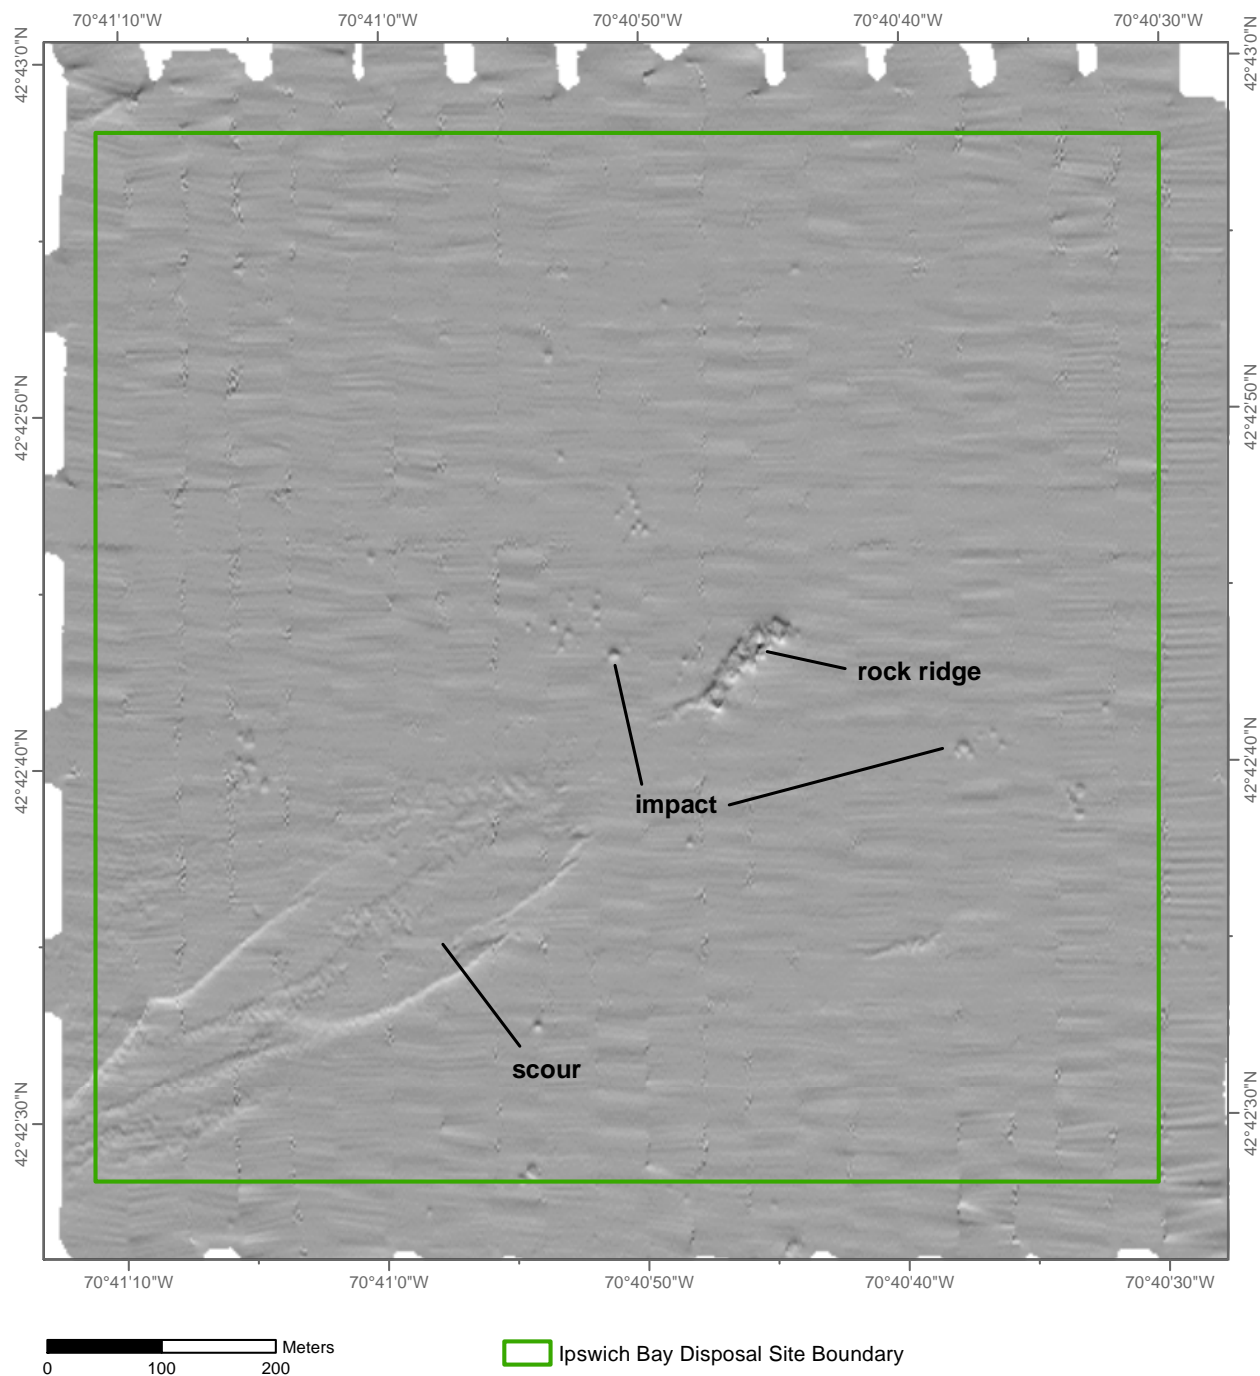 70°41'10"W 70°41'0"W 70°40'50"W 70°40'40"W 70°40'30"W
42°43'0"N 42°43'0"N
42°42'50"N 42°42'50"N
rock ridge
42°42'40"N 42°42'40"N
impact
scour
42°42'30"N 42°42'30"N
70°41'10"W 70°41'0"W 70°40'50"W 70°40'40"W 70°40'30"W
Meters
0 100 200
Ipswich Bay Disposal Site Boundary